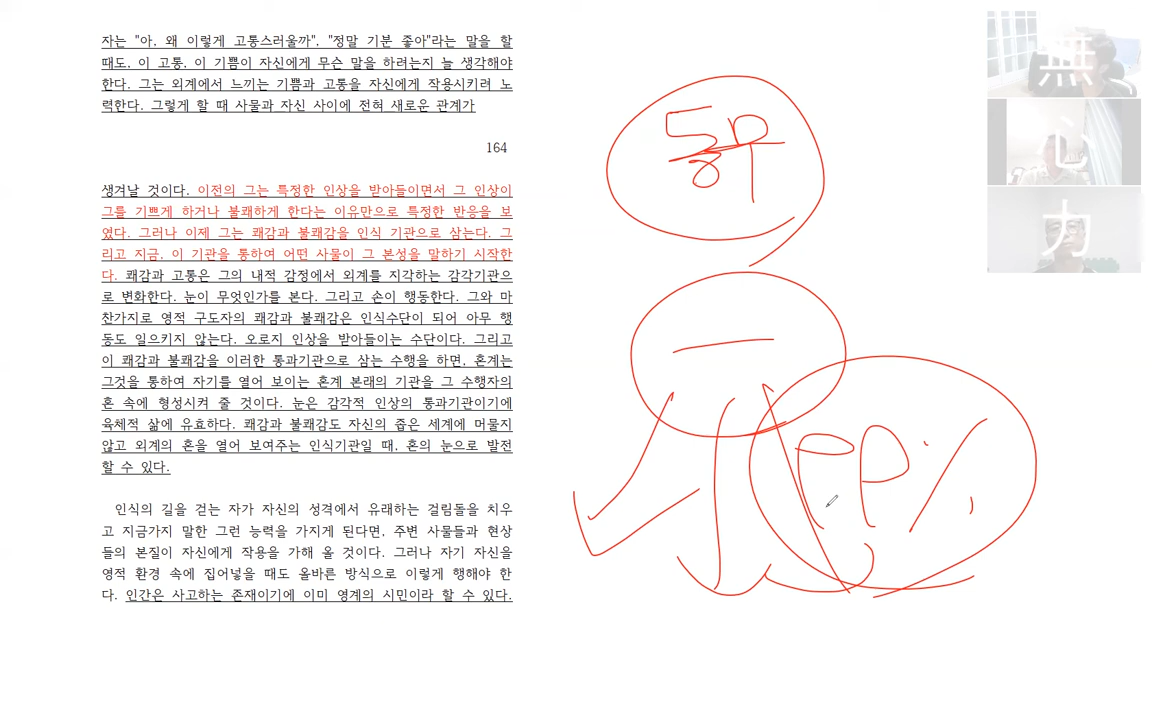 자는 "아, 왜 이렇게 고통스러울까", "정말 기분 좋아"라는 말을 할
때도, 이 고통, 이 기쁨이 자신에게 무슨 말을 하려는지 늘 생각해야
한다. 그는 외계에서 느끼는 기쁨과 고통을 자신에게 작용시키려 노
력한다. 그렇게 할 때 사물과 자신 사이에 전혀 새로운 관계가
164
생겨날 것이다. 이전의 그는 특정한 인상을 받아들이면서 그 인상이
그를 기쁘게 하거나 불쾌하게 한다는 이유만으로 특정한 반응을 보
였다. 그러나 이제 그는 쾌감과 불쾌감을 인식 기관으로 삼는다. 그
리고 지금, 이 기관을 통하여 어떤 사물이 그 본성을 말하기 시작한
다. 쾌감과 고통은 그의 내적 감정에서 외계를 지각하는 감각기관으
로 변화한다. 눈이 무엇인가를 본다. 그리고 손이 행동한다. 그와 마
찬가지로 영적 구도자의 쾌감과 불쾌감은 인식수단이 되어 아무 행
동도 일으키지 않는다. 오로지 인상을 받아들이는 수단이다. 그리고
이 쾌감과 불쾌감을 이러한 통과기관으로 삼는 수행을 하면, 혼계는
그것을 통하여 자기를 열어 보이는 혼계 본래의 기관을 그 수행자의
혼 속에 형성시켜 줄 것이다. 눈은 감각적 인상의 통과기관이기에
육체적 삶에 유효하다. 쾌감과 불쾌감도 자신의 좁은 세계에 머물지
않고 외계의 혼을 열어 보여주는 인식기관일 때, 혼의 눈으로 발전
할 수 있다.
인식의 길을 걷는 자가 자신의 성격에서 유래하는 걸림돌을 치우
고 지금가지 말한 그런 능력을 가지게 된다면, 주변 사물들과 현상
들의 본질이 자신에게 작용을 가해 올 것이다. 그러나 자기 자신을
영적 환경 속에 집어넣을 때도 올바른 방식으로 이렇게 행해야 한
다. 인간은 사고하는 존재이기에 이미 영계의 시민이라 할 수 있다.
無
心
力